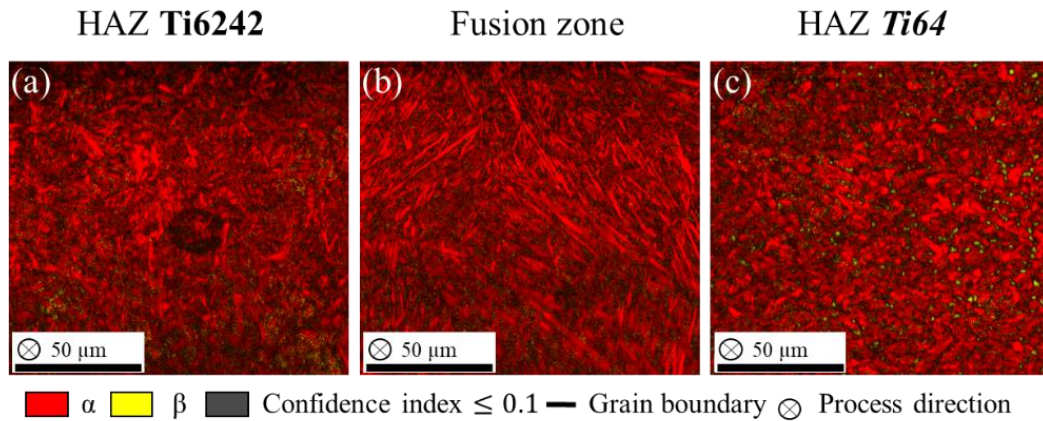 HAZ Ti6242 Fusion zone HAZ Ti64
(a) (b) (c)
50 µm 50 µm 50 µm
α β Confidence index ≤ 0.1 Grain boundary Process direction